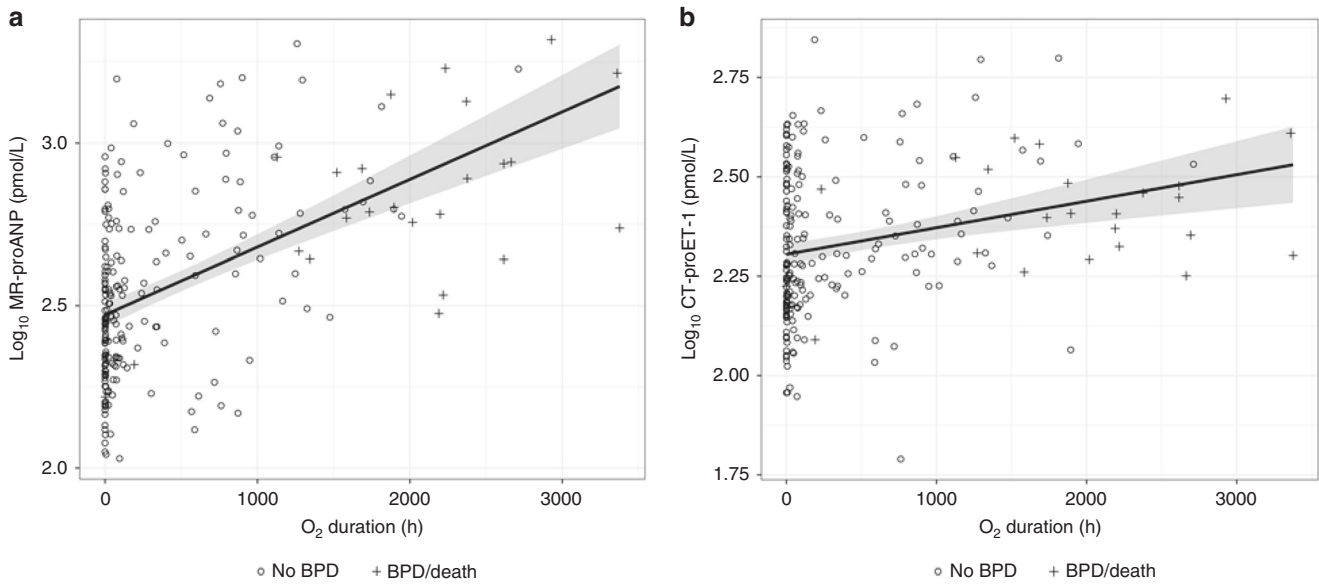 a
Log₁₀ MR-proANP (pmol/L)
3.0
2.5
2.0
0 1000 2000 3000
O₂ duration (h)
No BPD + BPD/death
b
Log₁₀ CT-proET-1 (pmol/L)
2.75
2.50
2.25
2.00
1.75
0 1000 2000 3000
O₂ duration (h)
No BPD + BPD/death